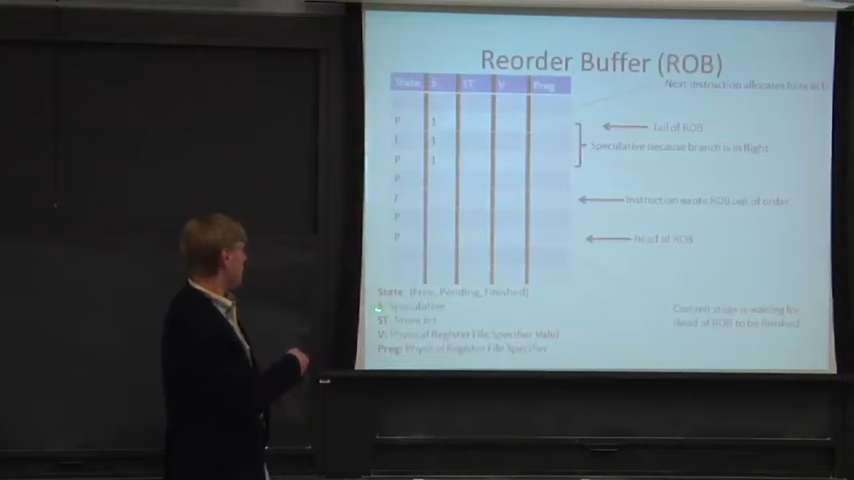 Reorder Buffer (ROB)
State S ST V Preg
Next instruction allocates here in
P 1
Tail of ROB
F 1
Speculative because branch is in flight
P 1
P
F
Instruction wrote ROB out of order
P
P
Head of ROB
State: {Free, Pending, Finished}
S: Speculative
ST: Store bit
V: Physical Register File Specifier Valid
Preg: Physical Register File Specifier
Commit stage is waiting for
Head of ROB to be finished